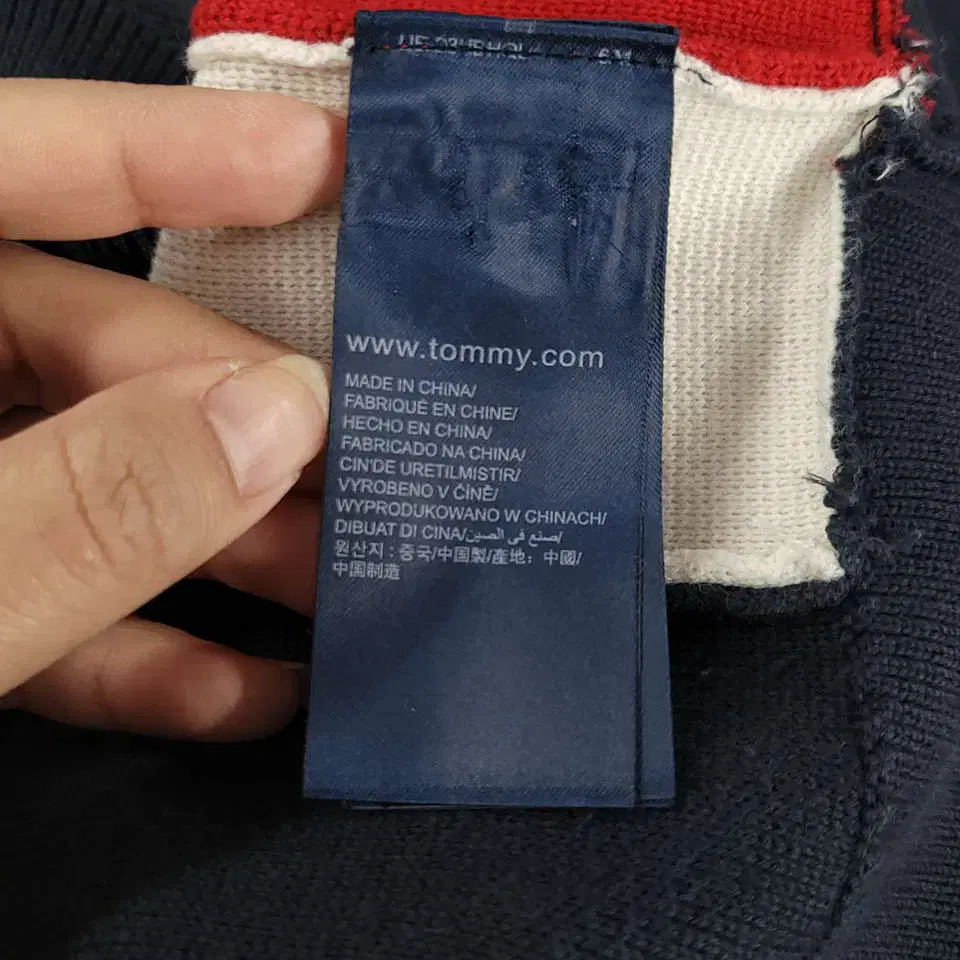 www.tommy.com
MADE IN CHINA/
FABRIQUÉ EN CHINE/
HECHO EN CHINA/
FABRICADO NA CHINA/
CIN'DE URETILMISTIR/
VYROBENO V ČÍNĚ/
WYPRODUKOWANO W CHINACH/
DIBUAT DI CINA/صنع في الصين/
원산지 : 중국/中国製/產地：中國/
中国制造